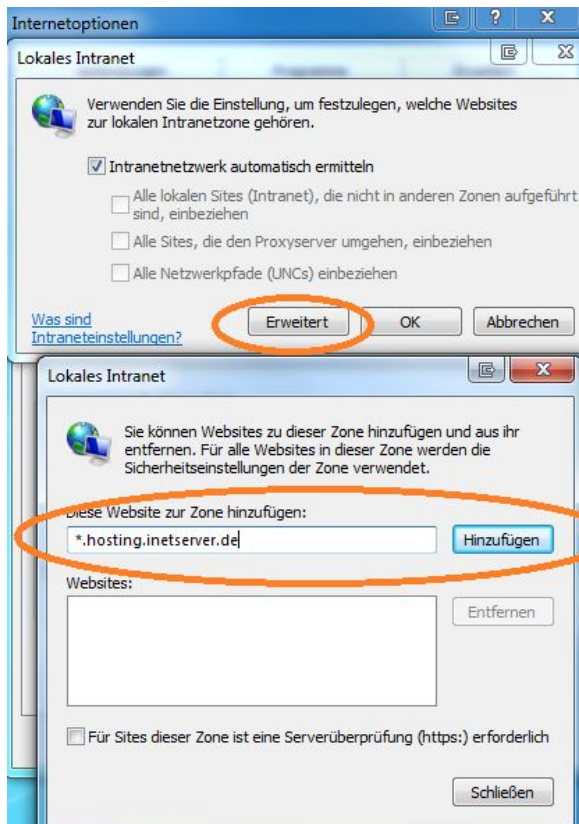 Internetoptionen
Lokales Intranet
Verwenden Sie die Einstellung, um festzulegen, welche Websites
zur lokalen Intranetzone gehören.
Intranetnetzwerk automatisch ermitteln
Alle lokalen Sites (Intranet), die nicht in anderen Zonen aufgeführt
sind, einbeziehen
Alle Sites, die den Proxyserver umgehen, einbeziehen
Alle Netzwerkpfade (UNCs) einbeziehen
Was sind
Intraneteinstellungen?
Erweitert OK Abbrechen
Lokales Intranet
Sie können Websites zu dieser Zone hinzufügen und aus ihr
entfernen. Für alle Websites in dieser Zone werden die
Sicherheitseinstellungen der Zone verwendet.
Diese Website zur Zone hinzufügen:
*.hosting.inetserver.de Hinzufügen
Websites:
Entfernen
Für Sites dieser Zone ist eine Serverüberprüfung (https:) erforderlich
Schließen